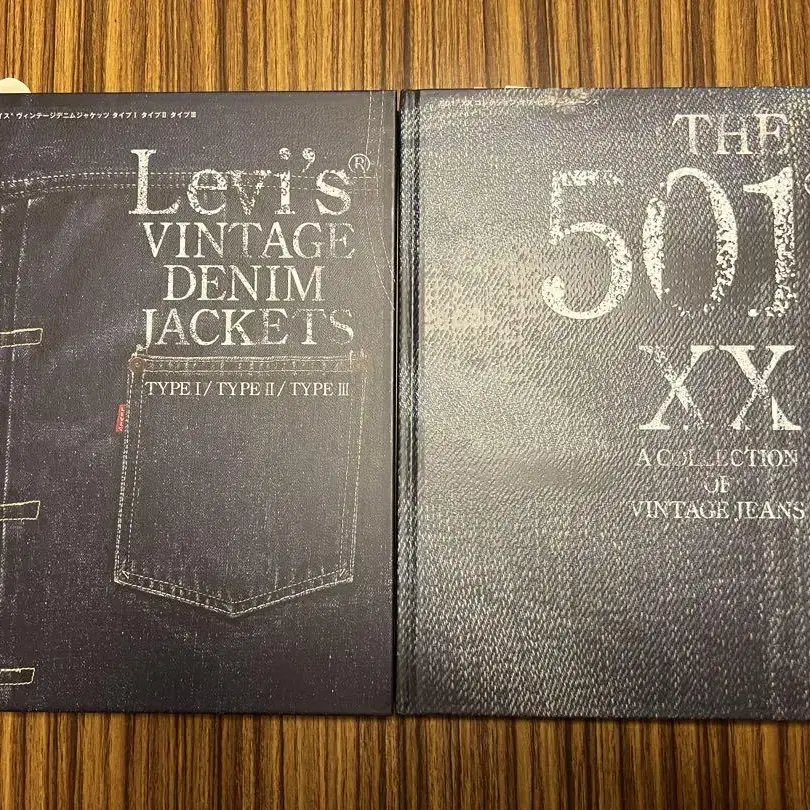 イス® ヴィンテージデニムジャケッツ タイプⅠ タイプⅡ タイプⅢ
Levi's®
VINTAGE
DENIM
JACKETS
TYPE Ⅰ / TYPE Ⅱ / TYPE Ⅲ
THE
501
XX
A COLLECTION
OF
VINTAGE JEANS